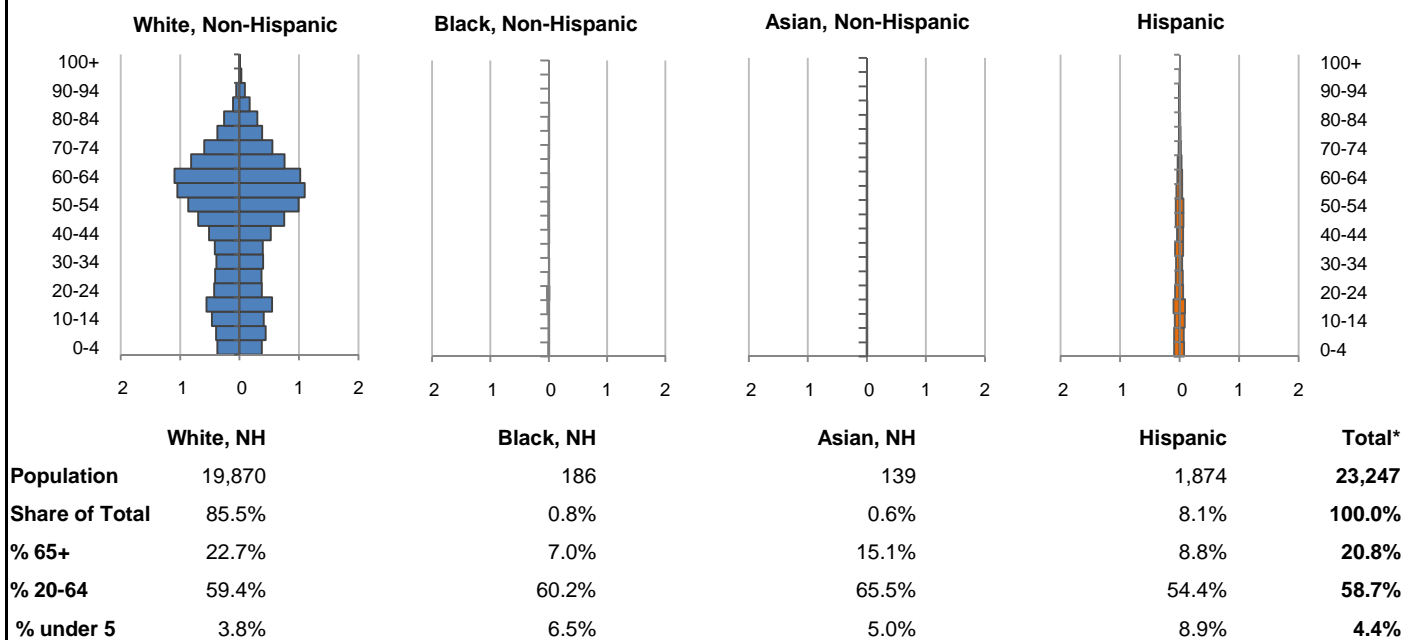 White, Non-Hispanic Black, Non-Hispanic Asian, Non-Hispanic Hispanic
100+ 100+
90-94 90-94
80-84 80-84
70-74 70-74
60-64 60-64
50-54 50-54
40-44 40-44
30-34 30-34
20-24 20-24
10-14 10-14
0-4 0-4
2 1 0 1 2 2 1 0 1 2 2 1 0 1 2 2 1 0 1 2
White, NH Black, NH Asian, NH Hispanic Total*
Population 19,870 186 139 1,874 23,247
Share of Total 85.5% 0.8% 0.6% 8.1% 100.0%
% 65+ 22.7% 7.0% 15.1% 8.8% 20.8%
% 20-64 59.4% 60.2% 65.5% 54.4% 58.7%
% under 5 3.8% 6.5% 5.0% 8.9% 4.4%